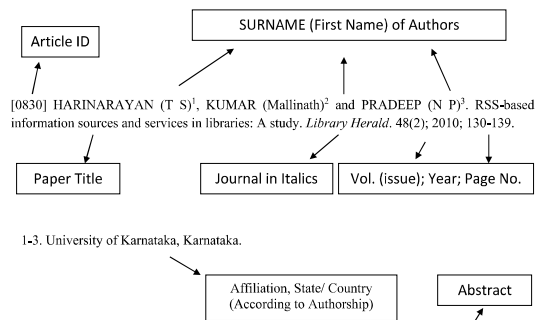 SURNAME (First Name) of Authors
Article ID
[0830] HARINARAYAN (T S)1, KUMAR (Mallinath)2 and PRADEEP (N P)3. RSS-based
information sources and services in libraries: A study. Library Herald. 48(2); 2010; 130-139.
Paper Title
Journal in Italics
Vol. (issue); Year; Page No.
1-3. University of Karnataka, Karnataka.
Affiliation, State/ Country
(According to Authorship)
Abstract